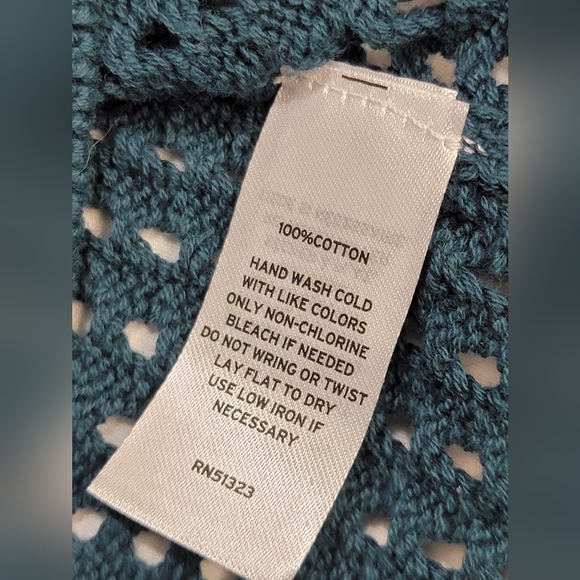 100%COTTON
HAND WASH COLD
WITH LIKE COLORS
ONLY NON-CHLORINE
BLEACH IF NEEDED
DO NOT WRING OR TWIST
LAY FLAT TO DRY
USE LOW IRON IF
NECESSARY
RN51323